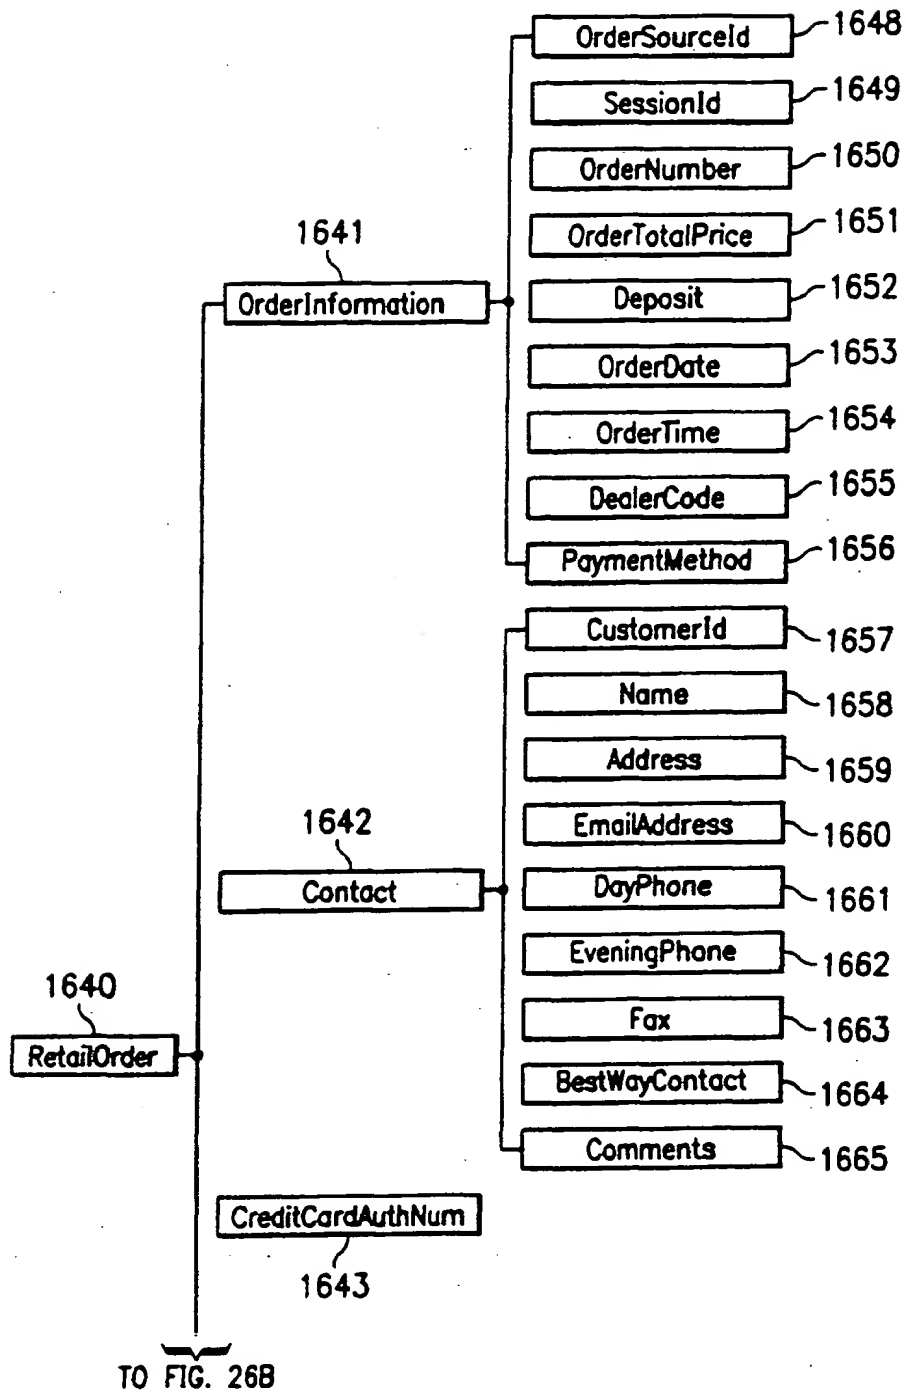 OrderSourceId 1648
SessionId 1649
OrderNumber 1650
1641
OrderTotalPrice 1651
OrderInformation
Deposit 1652
OrderDate 1653
OrderTime 1654
DealerCode 1655
PaymentMethod 1656
CustomerId 1657
Name 1658
Address 1659
1642
EmailAddress 1660
Contact
DayPhone 1661
EveningPhone 1662
1640
Fax 1663
RetailOrder
BestWayContact 1664
Comments 1665
CreditCardAuthNum
1643
TO FIG. 26B